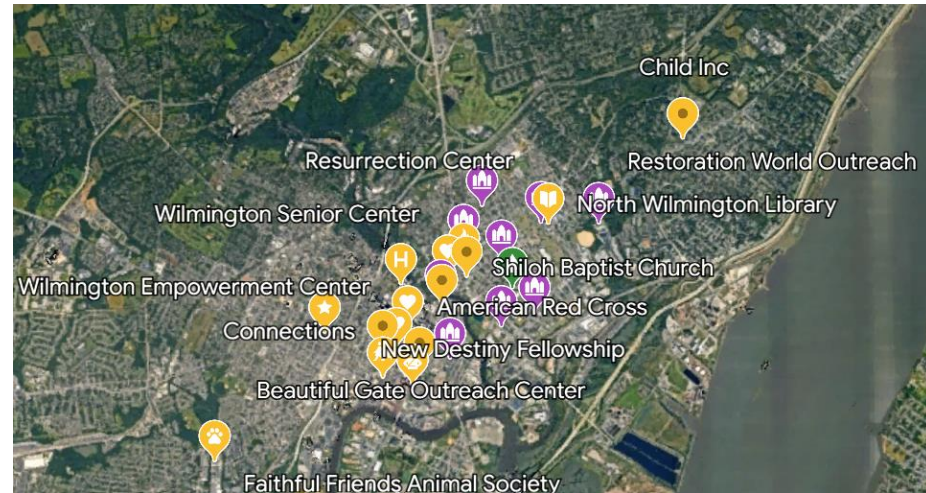 Child Inc
Resurrection Center
Restoration World Outreach
Wilmington Senior Center
North Wilmington Library
H
Shiloh Baptist Church
Wilmington Empowerment Center
American Red Cross
Connections
New Destiny Fellowship
Beautiful Gate Outreach Center
Faithful Friends Animal Society